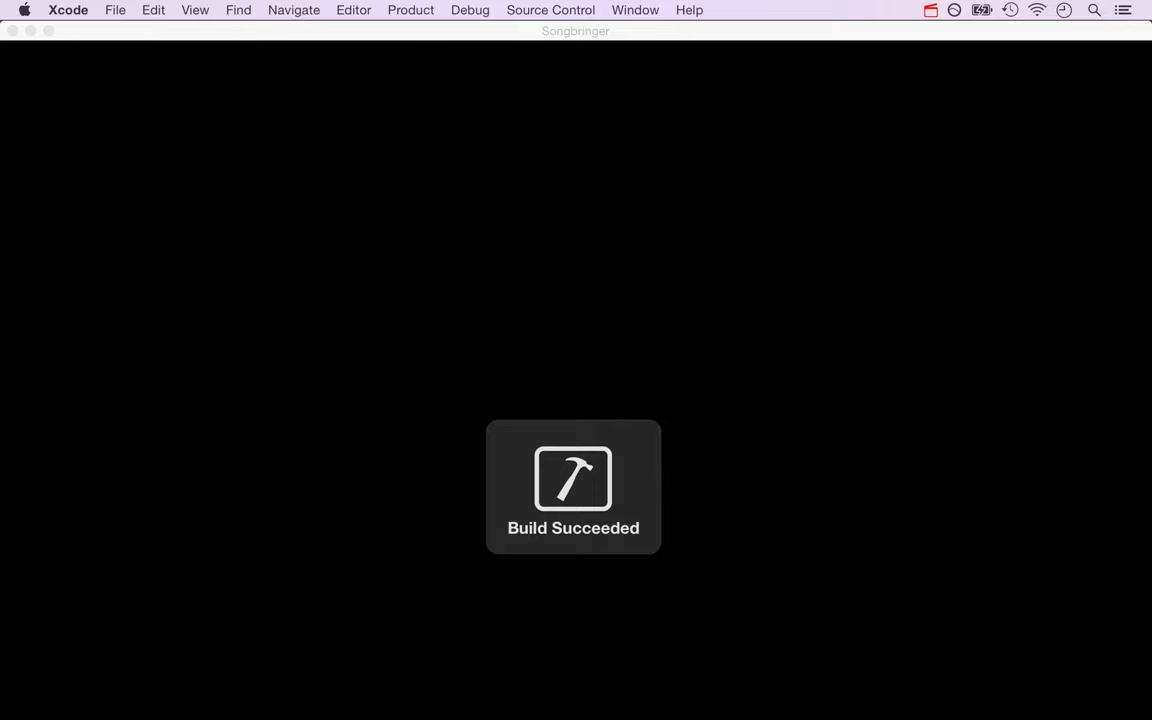 Xcode File Edit View Find Navigate Editor Product Debug Source Control Window Help
Songbringer
Build Succeeded